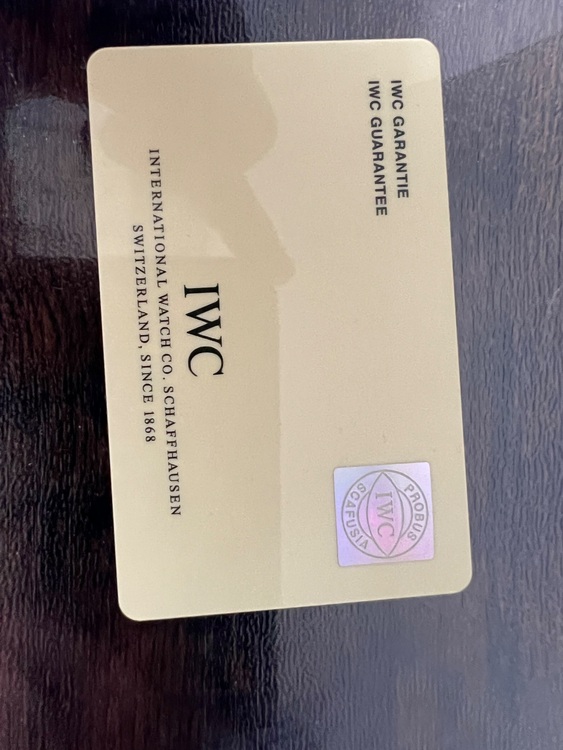 IWC GARANTIE
IWC GUARANTEE
PROBUS
IWC
SCAFUSIA
IWC
INTERNATIONAL WATCH CO. SCHAFFHAUSEN
SWITZERLAND, SINCE 1868